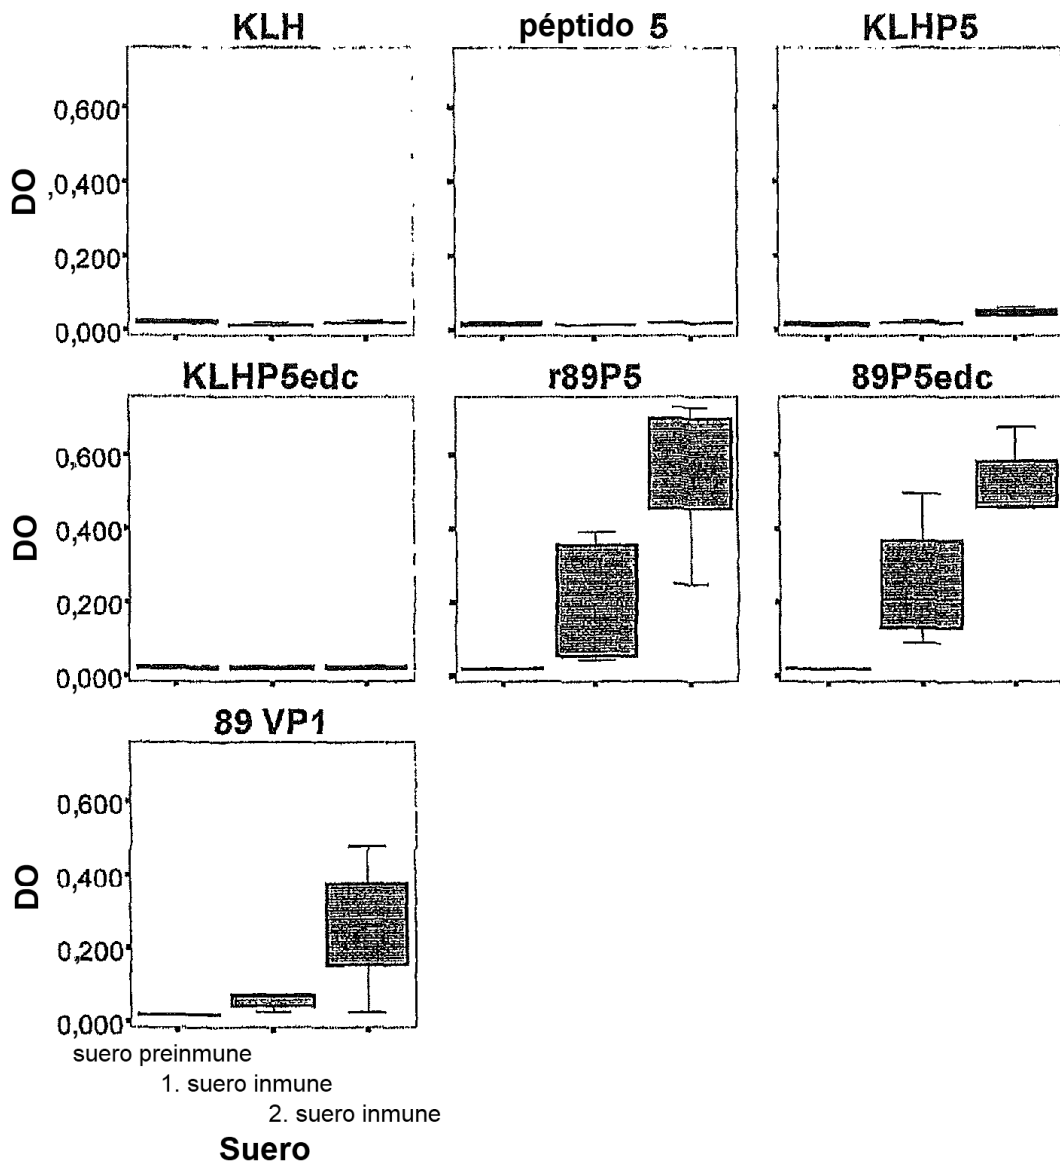 KLH péptido 5 KLHP5
0,600
DO
,0,400
0,200
0,000
KLHP5edc r89P5 89P5edc
0,600
DO
0,400
0,200
0,000
89 VP1
0,600
0,400
DO
0,200
0,000
suero preinmune
1. suero inmune
2. suero inmune
Suero